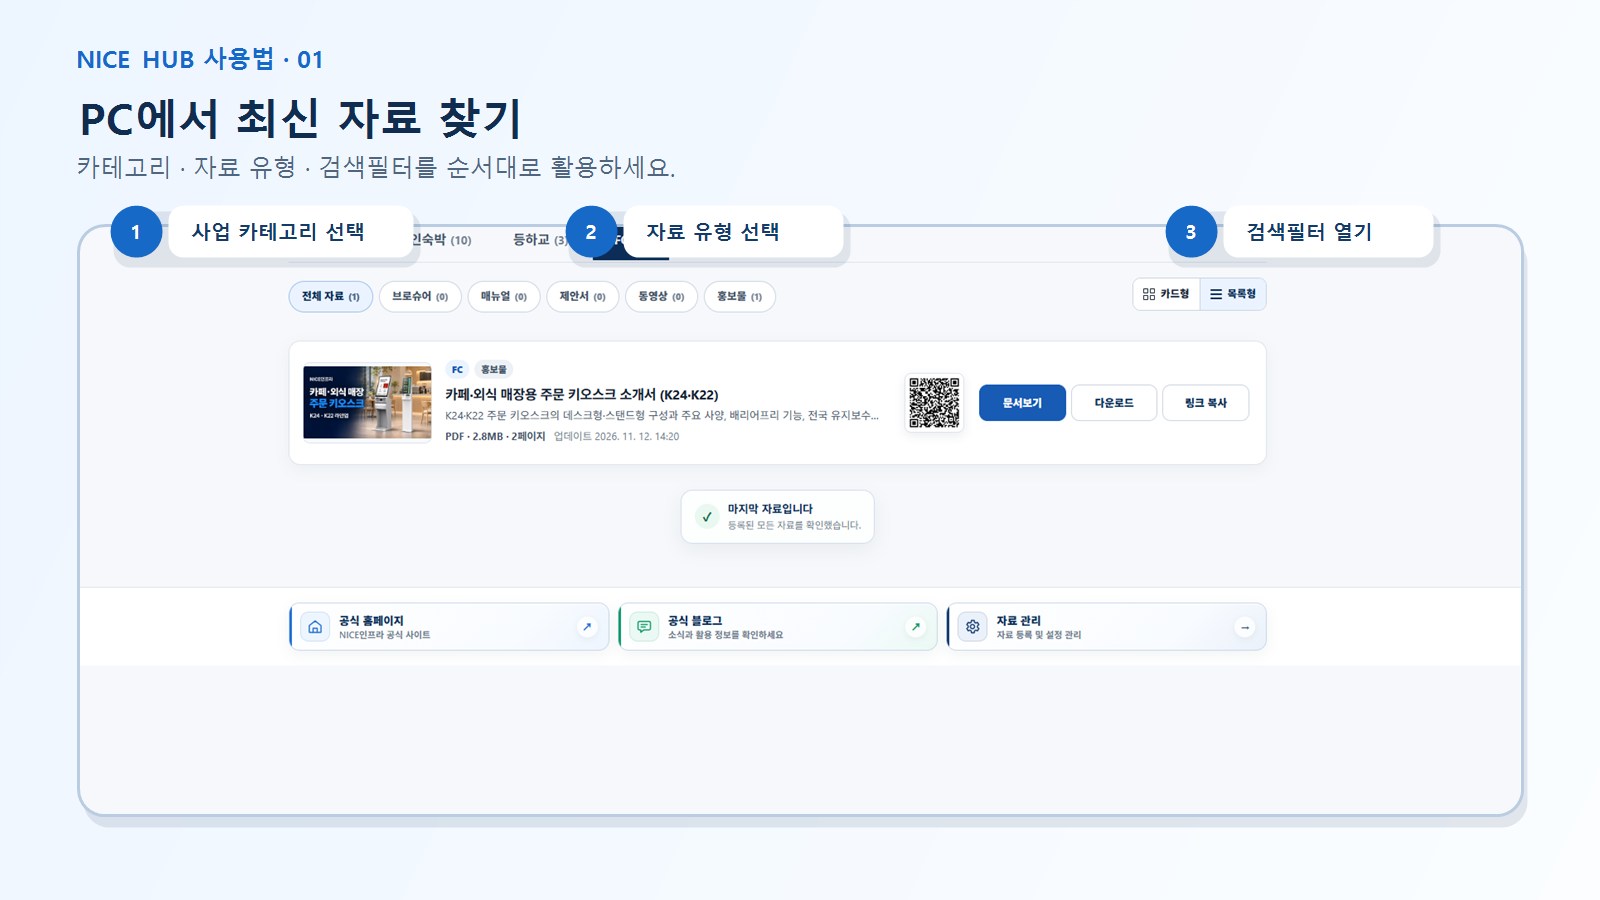 NICE HUB 사용법 · 01
PC에서 최신 자료 찾기
카테고리 · 자료 유형 · 검색필터를 순서대로 활용하세요.
1 사업 카테고리 선택
인숙박 (10) 등하교 (3)
2 자료 유형 선택
3 검색필터 열기
전체 자료 (1) 브로슈어 (0) 매뉴얼 (0) 제안서 (0) 동영상 (0) 홍보물 (1)
카드형 목록형
NICE인프라
카페·외식 매장
주문 키오스크
K24 · K22 라인업
FC 홍보물
카페·외식 매장용 주문 키오스크 소개서 (K24·K22)
K24·K22 주문 키오스크의 데스크형·스탠드형 구성과 주요 사양, 배리어프리 기능, 전국 유지보수...
PDF · 2.8MB · 2페이지 업데이트 2026. 11. 12. 14:20
문서보기 다운로드 링크 복사
마지막 자료입니다
등록된 모든 자료를 확인했습니다.
공식 홈페이지
NICE인프라 공식 사이트
공식 블로그
소식과 활용 정보를 확인하세요
자료 관리
자료 등록 및 설정 관리